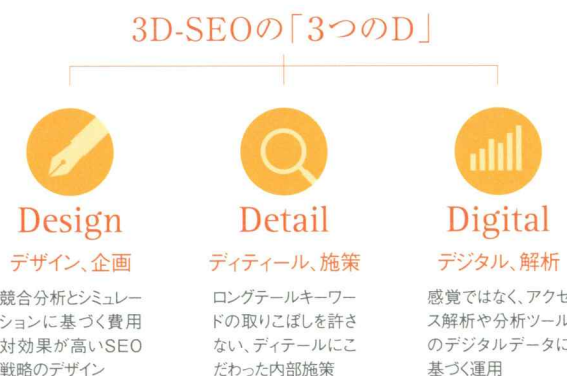 3D-SEOの「3つのD」
Design
デザイン、企画
競合分析とシミュレー
ションに基づく費用
対効果が高いSEO
戦略のデザイン
Detail
ディティール、施策
ロングテールキーワー
ドの取りこぼしを許さ
ない、ディテールにこ
だわった内部施策
Digital
デジタル、解析
感覚ではなく、アクセ
ス解析や分析ツール
のデジタルデータに
基づく運用